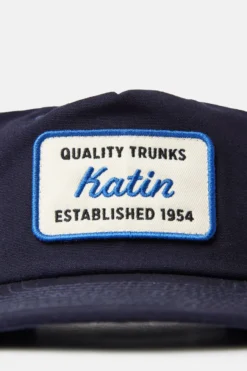 QUALITY TRUNKS
Katin
ESTABLISHED 1954